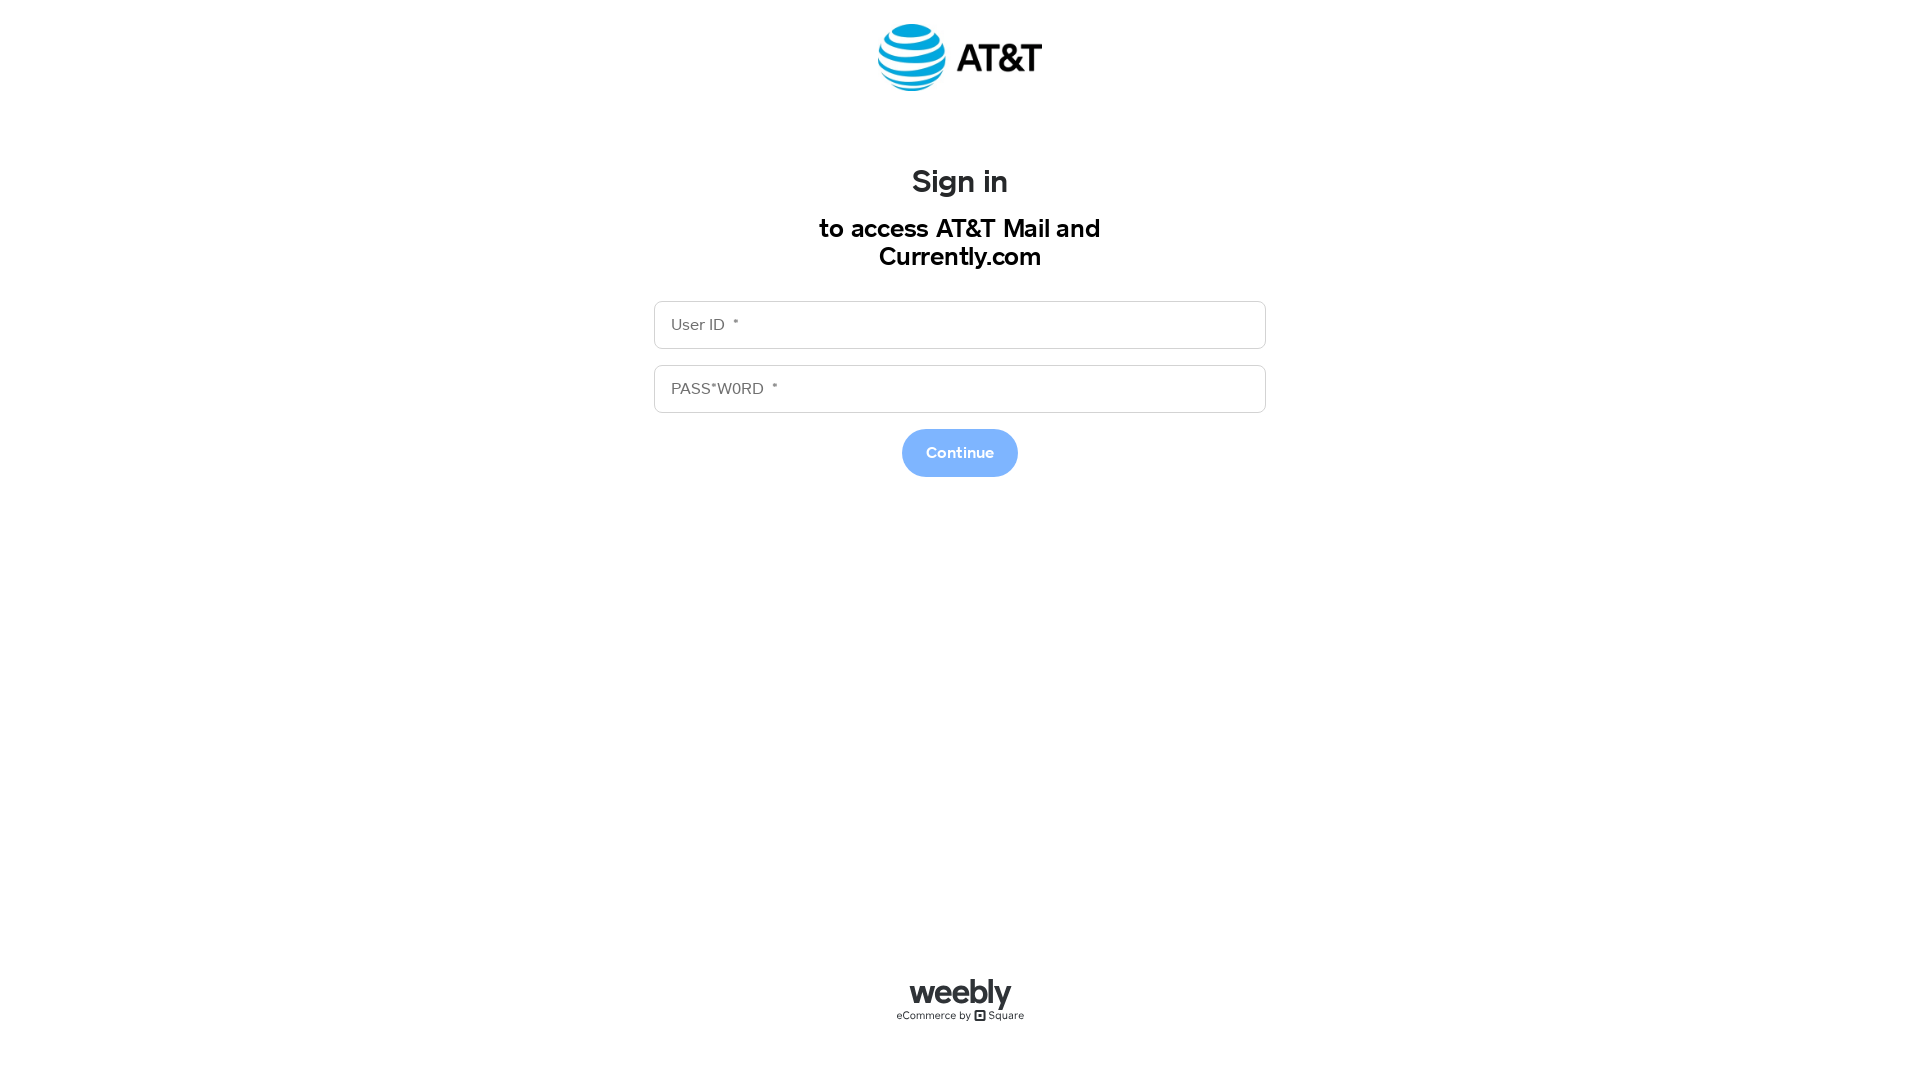 AT&T
Sign in
to access AT&T Mail and
Currently.com
User ID *
PASS*W0RD *
Continue
weebly
eCommerce by Square